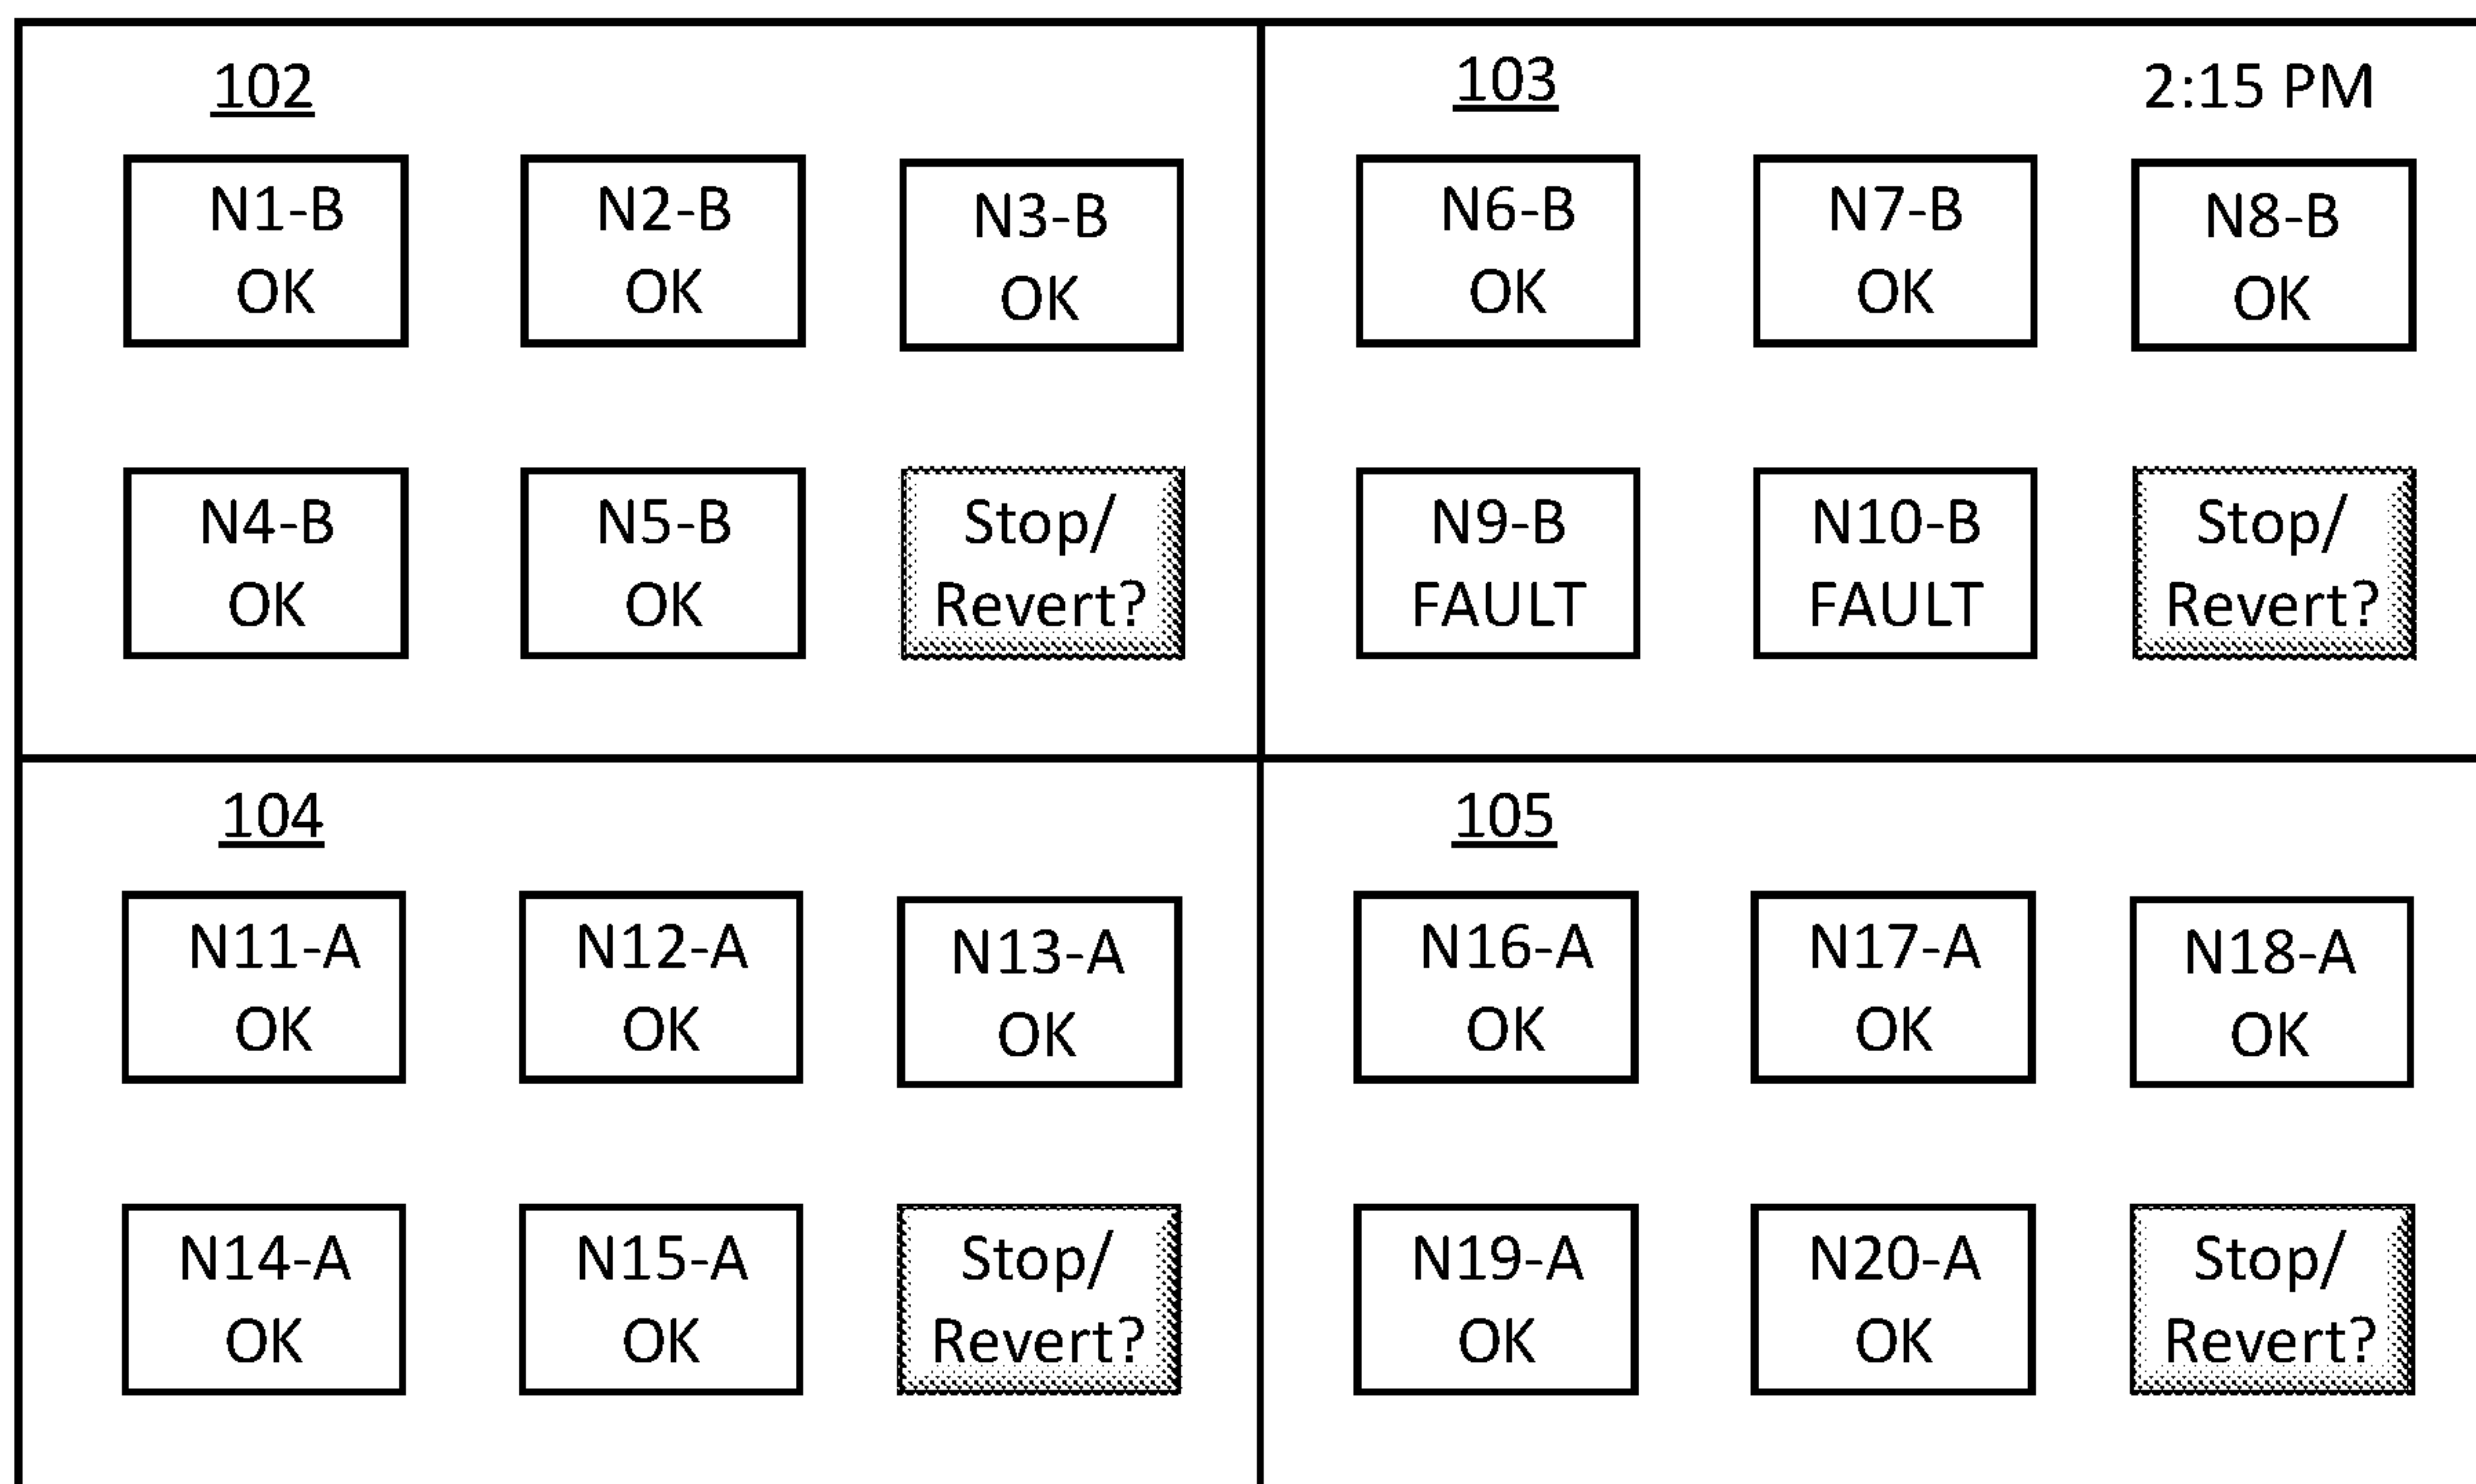 102
N1-B
OK
N2-B
OK
N3-B
OK
N4-B
OK
N5-B
OK
Stop/
Revert?
103
2:15 PM
N6-B
OK
N7-B
OK
N8-B
OK
N9-B
FAULT
N10-B
FAULT
Stop/
Revert?
104
N11-A
OK
N12-A
OK
N13-A
OK
N14-A
OK
N15-A
OK
Stop/
Revert?
105
N16-A
OK
N17-A
OK
N18-A
OK
N19-A
OK
N20-A
OK
Stop/
Revert?